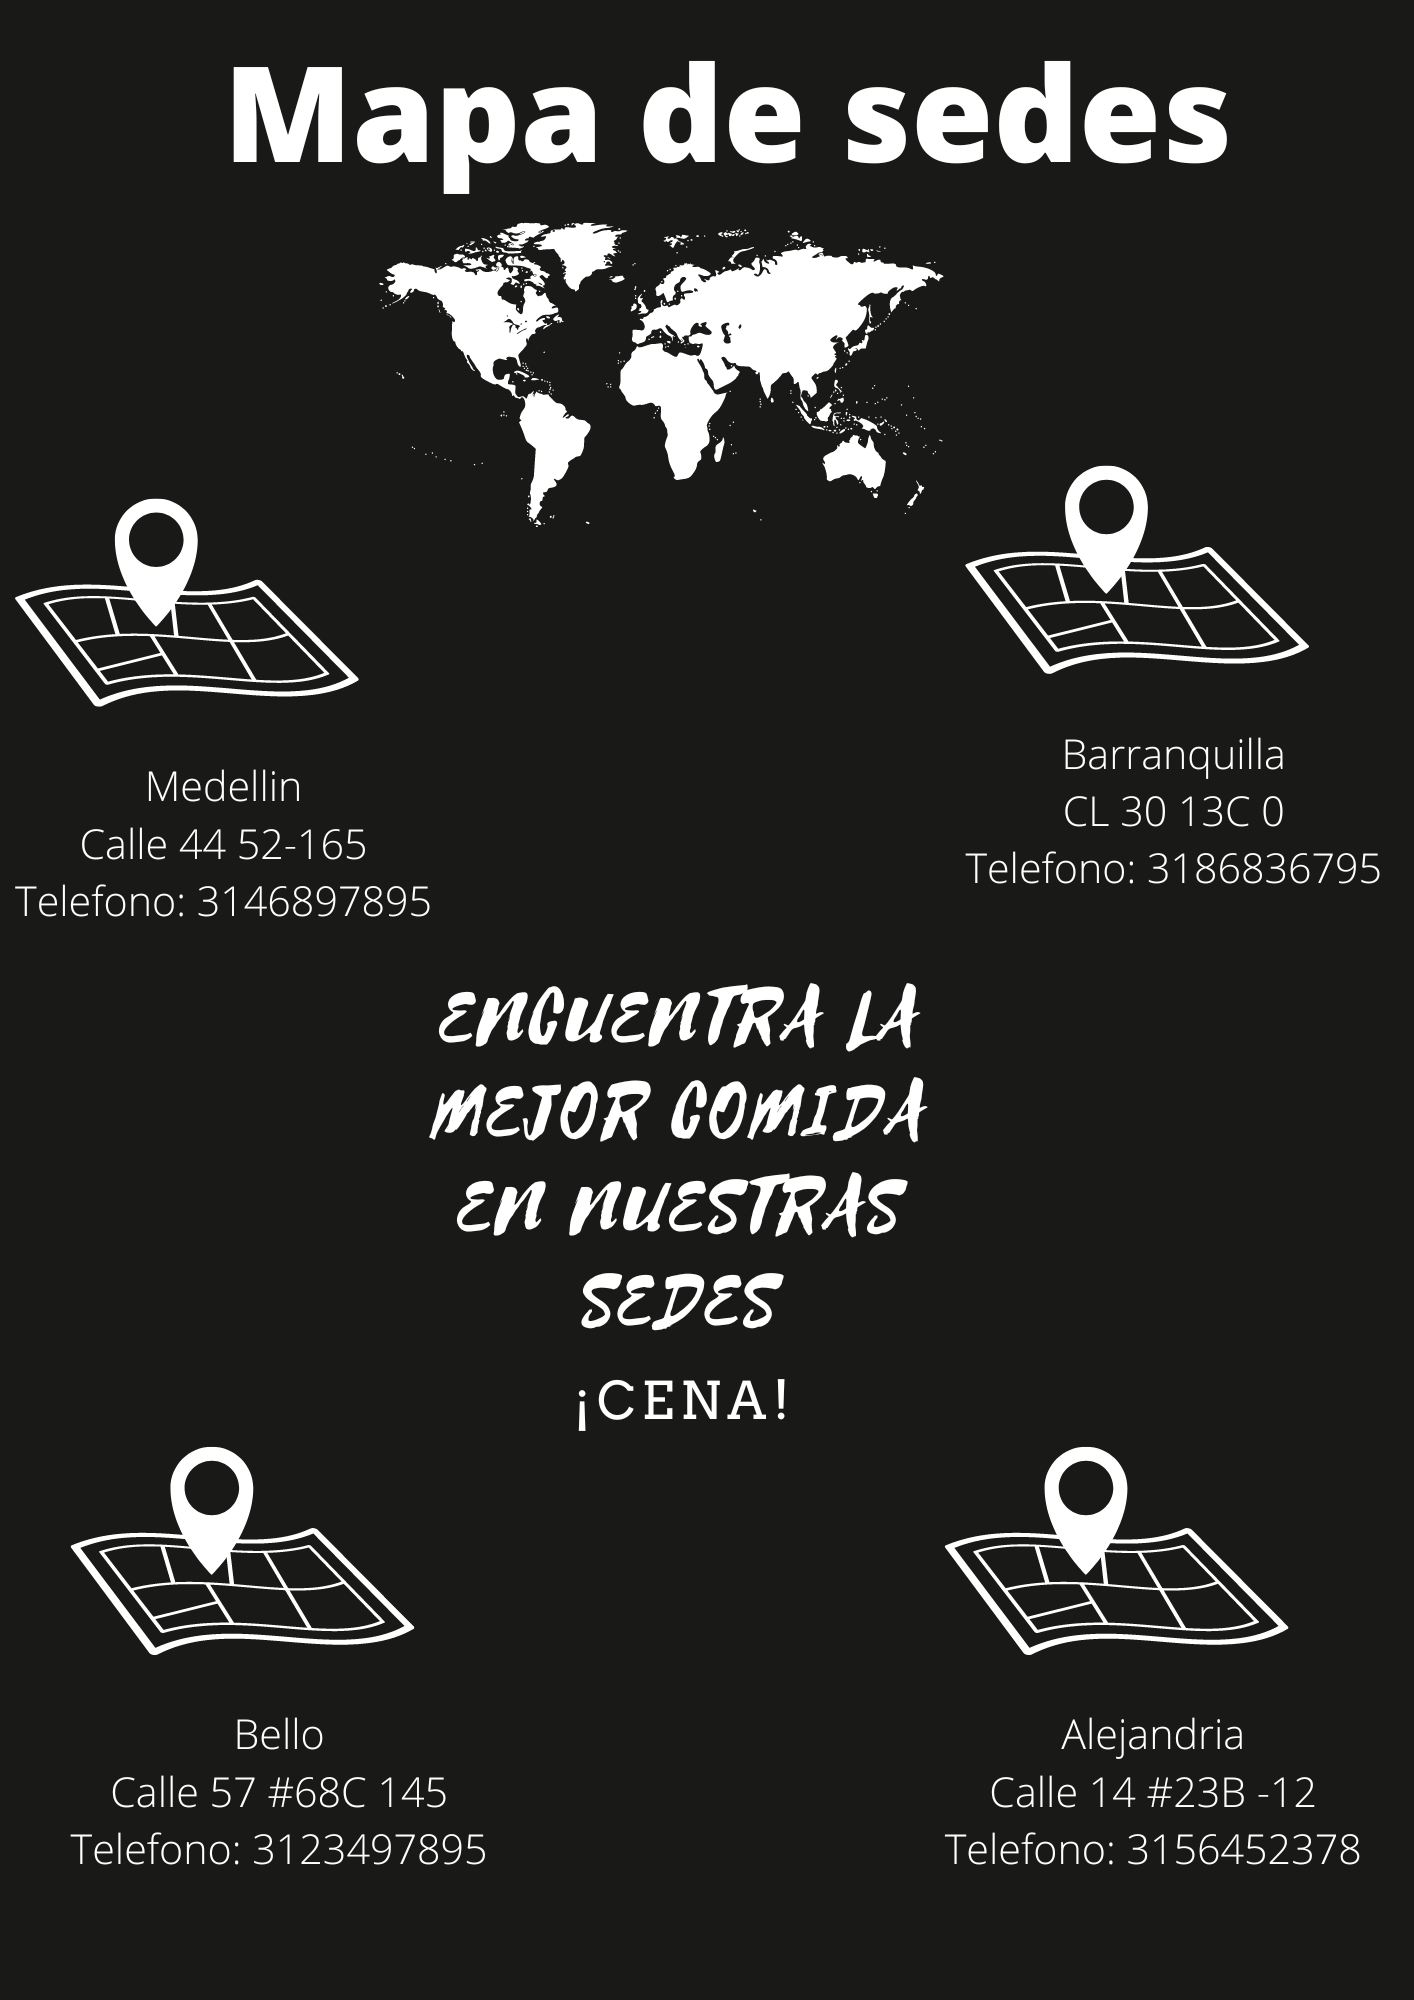 Mapa de sedes
Medellin
Calle 44 52-165
Telefono: 3146897895
Barranquilla
CL 30 13C 0
Telefono: 3186836795
ENCUENTRA LA
MEJOR COMIDA
EN NUESTRAS
SEDES
¡CENA!
Bello
Calle 57 #68C 145
Telefono: 3123497895
Alejandria
Calle 14 #23B -12
Telefono: 3156452378